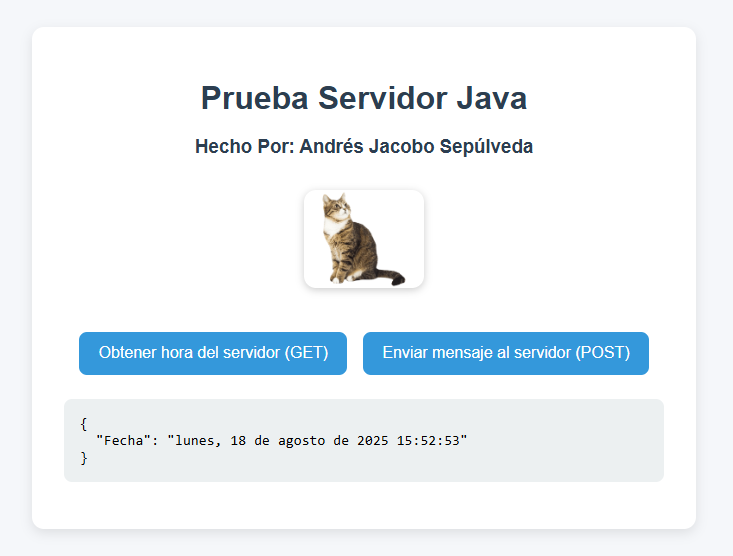 Prueba Servidor Java
Hecho Por: Andrés Jacobo Sepúlveda
Obtener hora del servidor (GET)
Enviar mensaje al servidor (POST)
{
  "Fecha": "lunes, 18 de agosto de 2025 15:52:53"
}